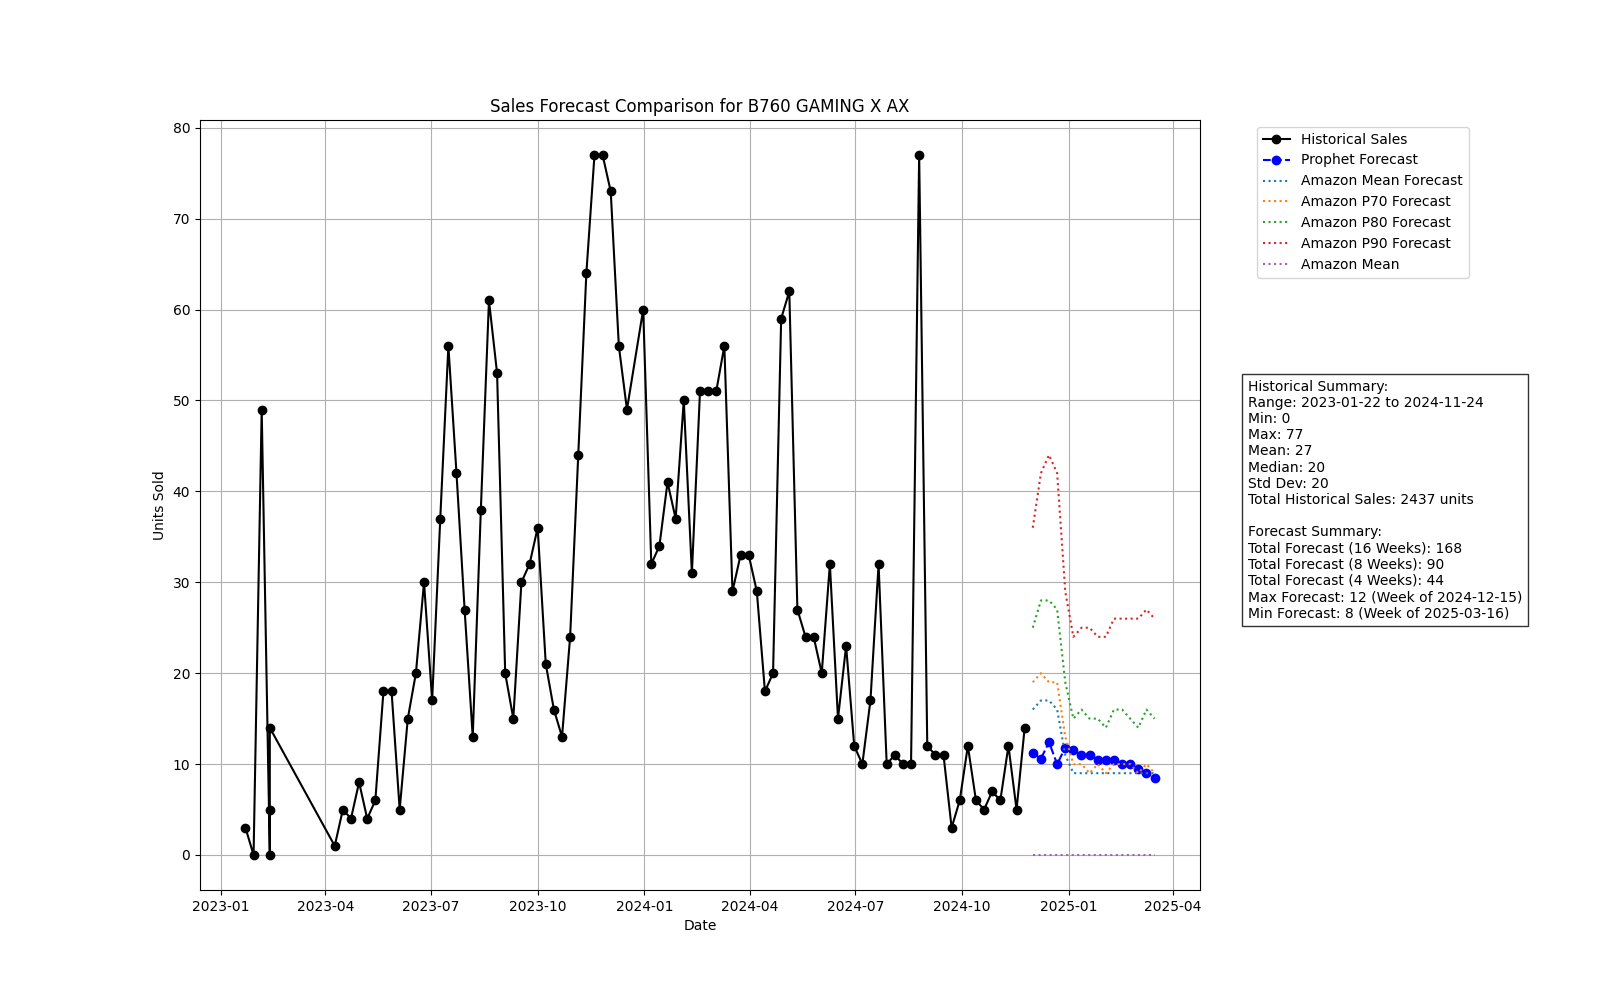 Sales Forecast Comparison for B760 GAMING X AX
80
70
60
50
40
30
20
10
0
Units Sold
2023-01
2023-04
2023-07
2023-10
2024-01
2024-04
2024-07
2024-10
2025-01
2025-04
Date
Historical Sales
Prophet Forecast
Amazon Mean Forecast
Amazon P70 Forecast
Amazon P80 Forecast
Amazon P90 Forecast
Amazon Mean
Historical Summary:
Range: 2023-01-22 to 2024-11-24
Min: 0
Max: 77
Mean: 27
Median: 20
Std Dev: 20
Total Historical Sales: 2437 units
Forecast Summary:
Total Forecast (16 Weeks): 168
Total Forecast (8 Weeks): 90
Total Forecast (4 Weeks): 44
Max Forecast: 12 (Week of 2024-12-15)
Min Forecast: 8 (Week of 2025-03-16)